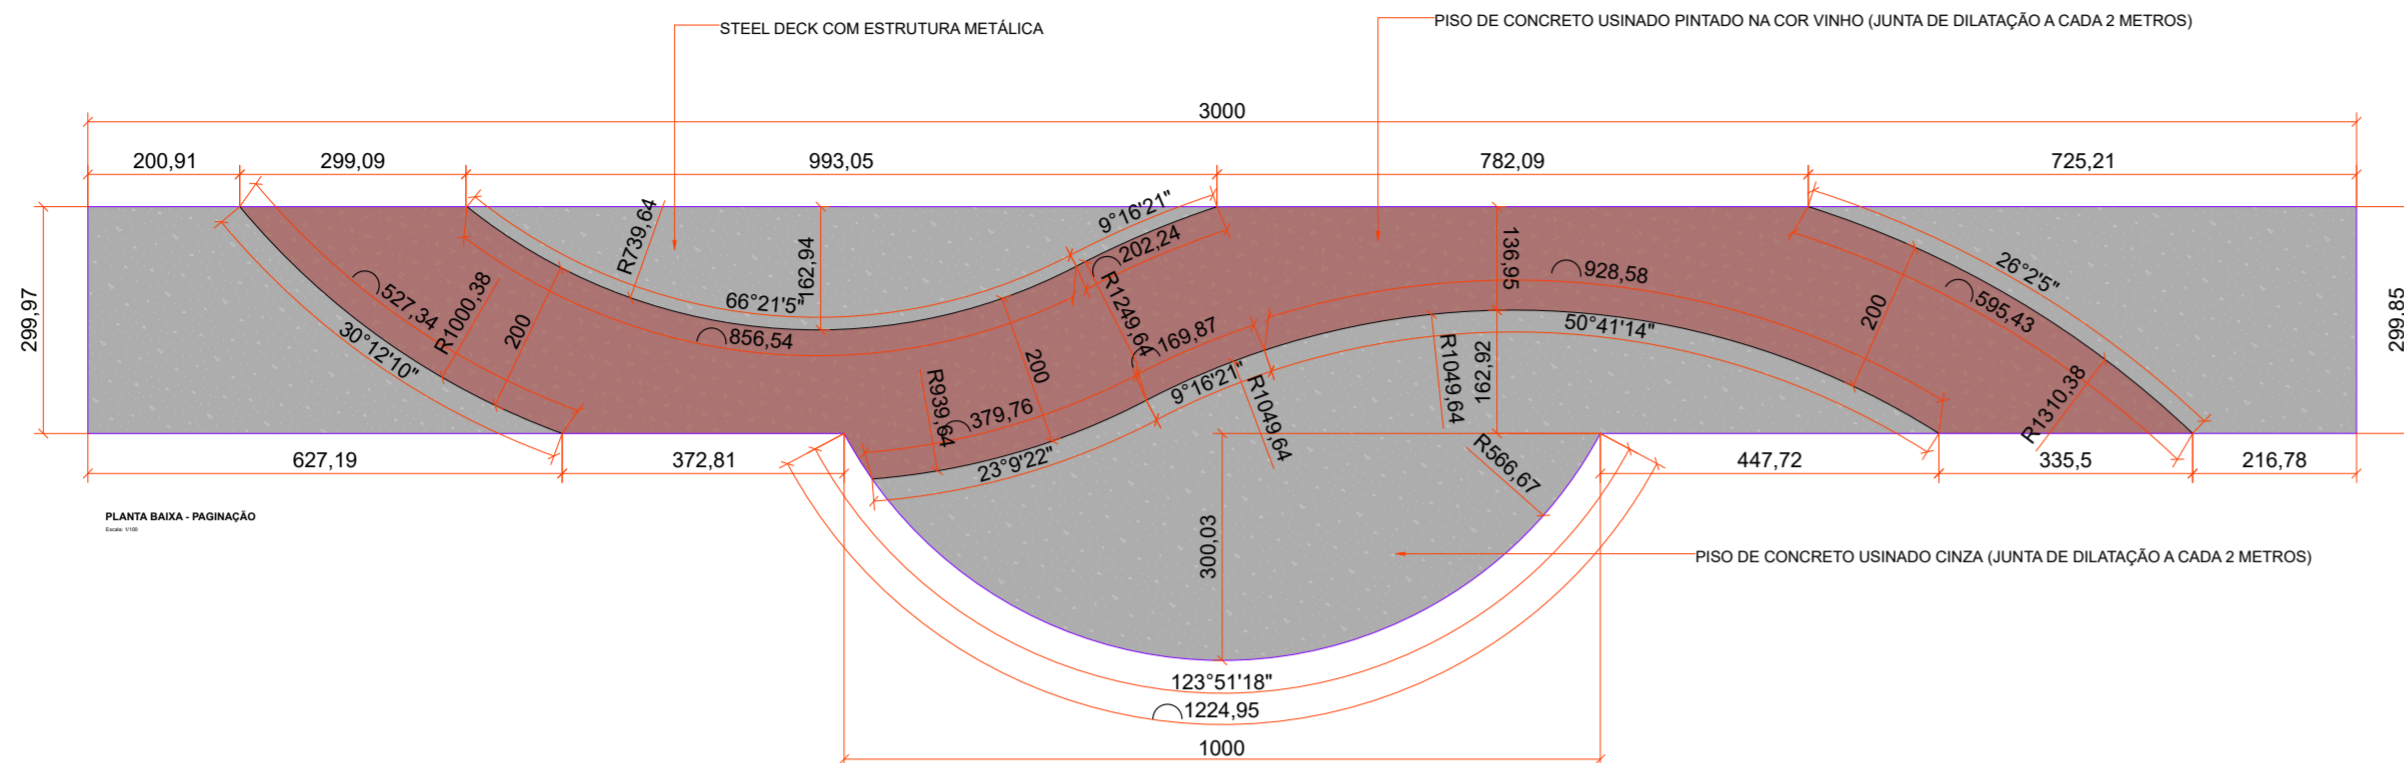 STEEL DECK COM ESTRUTURA METÁLICA
PISO DE CONCRETO USINADO PINTADO NA COR VINHO (JUNTA DE DILATAÇÃO A CADA 2 METROS)
3000
200,91
299,09
993,05
782,09
725,21
299,97
299,85
R739,64
162,94
9°16'21"
202,24
136,95
928,58
26°2'5"
595,43
527,34
R1000,38
200
66°21'5"
856,54
R1249,64
169,87
200
R1049,64
162,92
50°41'14"
200
30°12'10"
R939,64
379,76
200
9°16'21"
R1049,64
R1310,38
23°9'22"
R566,67
627,19
372,81
447,72
335,5
216,78
300,03
PLANTA BAIXA - PAGINAÇÃO
Escala: 1/100
PISO DE CONCRETO USINADO CINZA (JUNTA DE DILATAÇÃO A CADA 2 METROS)
123°51'18"
1224,95
1000